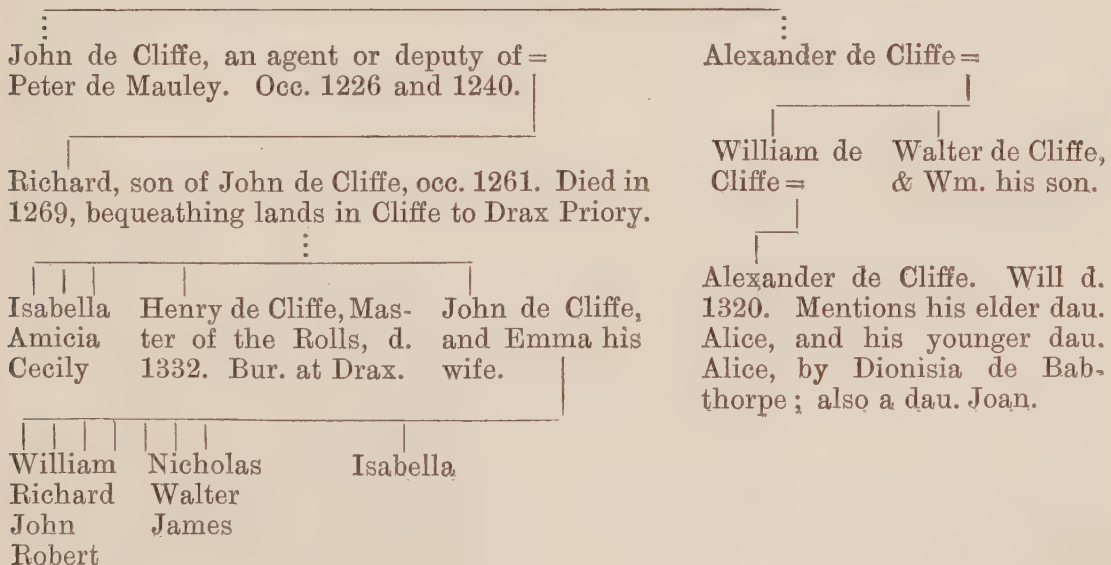 John de Cliffe, an agent or deputy of =
Peter de Mauley. Occ. 1226 and 1240.
Alexander de Cliffe =
Richard, son of John de Cliffe, occ. 1261. Died in
1269, bequeathing lands in Cliffe to Drax Priory.
William de
Cliffe =
Walter de Cliffe,
& Wm. his son.
Isabella
Amicia
Cecily
Henry de Cliffe, Mas-
ter of the Rolls, d.
1332. Bur. at Drax.
John de Cliffe,
and Emma his
wife.
Alexander de Cliffe. Will d.
1320. Mentions his elder dau.
Alice, and his younger dau.
Alice, by Dionisia de Bab-
thorpe; also a dau. Joan.
William
Richard
John
Robert
Nicholas
Walter
James
Isabella